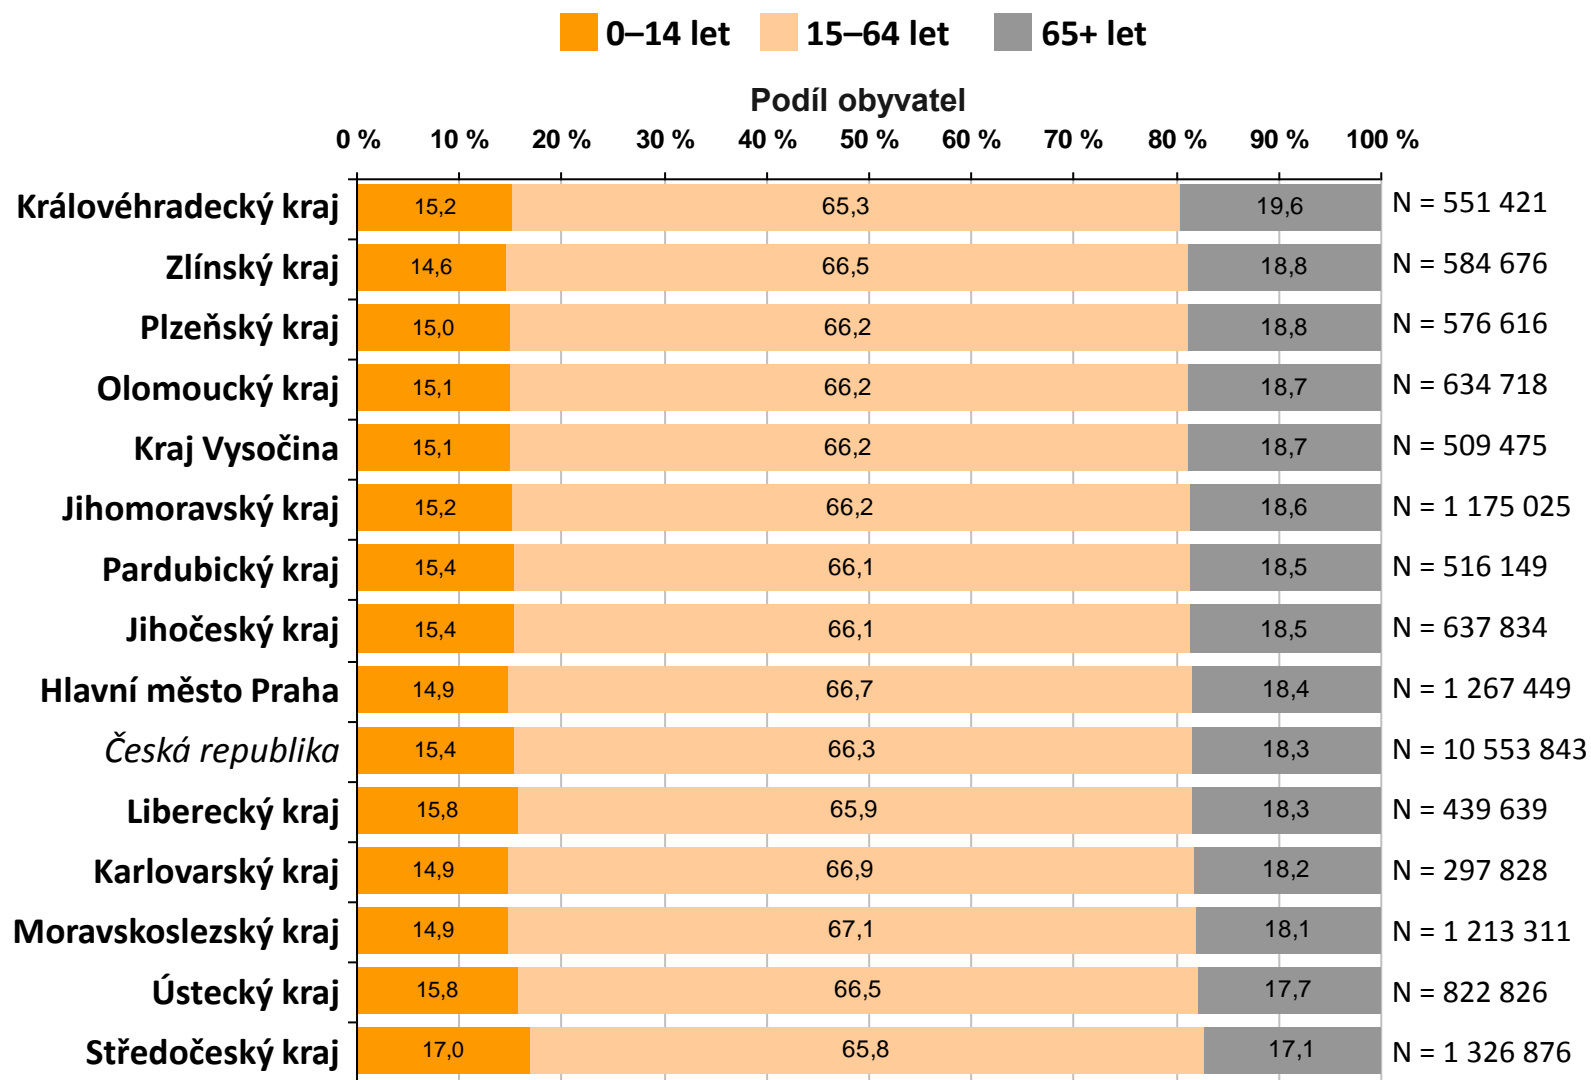 0–14 let 15–64 let 65+ let
Podíl obyvatel
0 % 10 % 20 % 30 % 40 % 50 % 60 % 70 % 80 % 90 % 100 %
Královéhradecký kraj 15,2 65,3 19,6 N = 551 421
Zlínský kraj 14,6 66,5 18,8 N = 584 676
Plzeňský kraj 15,0 66,2 18,8 N = 576 616
Olomoucký kraj 15,1 66,2 18,7 N = 634 718
Kraj Vysočina 15,1 66,2 18,7 N = 509 475
Jihomoravský kraj 15,2 66,2 18,6 N = 1 175 025
Pardubický kraj 15,4 66,1 18,5 N = 516 149
Jihočeský kraj 15,4 66,1 18,5 N = 637 834
Hlavní město Praha 14,9 66,7 18,4 N = 1 267 449
Česká republika 15,4 66,3 18,3 N = 10 553 843
Liberecký kraj 15,8 65,9 18,3 N = 439 639
Karlovarský kraj 14,9 66,9 18,2 N = 297 828
Moravskoslezský kraj 14,9 67,1 18,1 N = 1 213 311
Ústecký kraj 15,8 66,5 17,7 N = 822 826
Středočeský kraj 17,0 65,8 17,1 N = 1 326 876